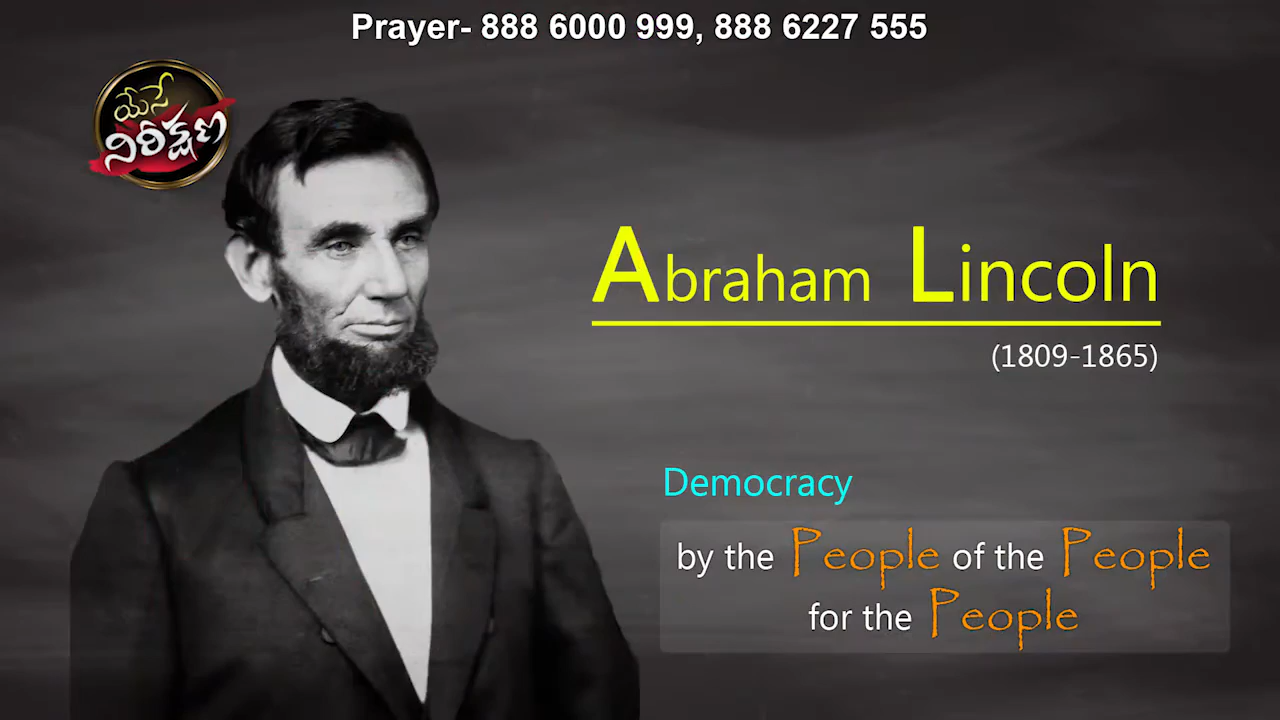 Prayer- 888 6000 999, 888 6227 555
యేసే
నిరీక్షణ
Abraham Lincoln
(1809-1865)
Democracy
by the People of the People
for the People